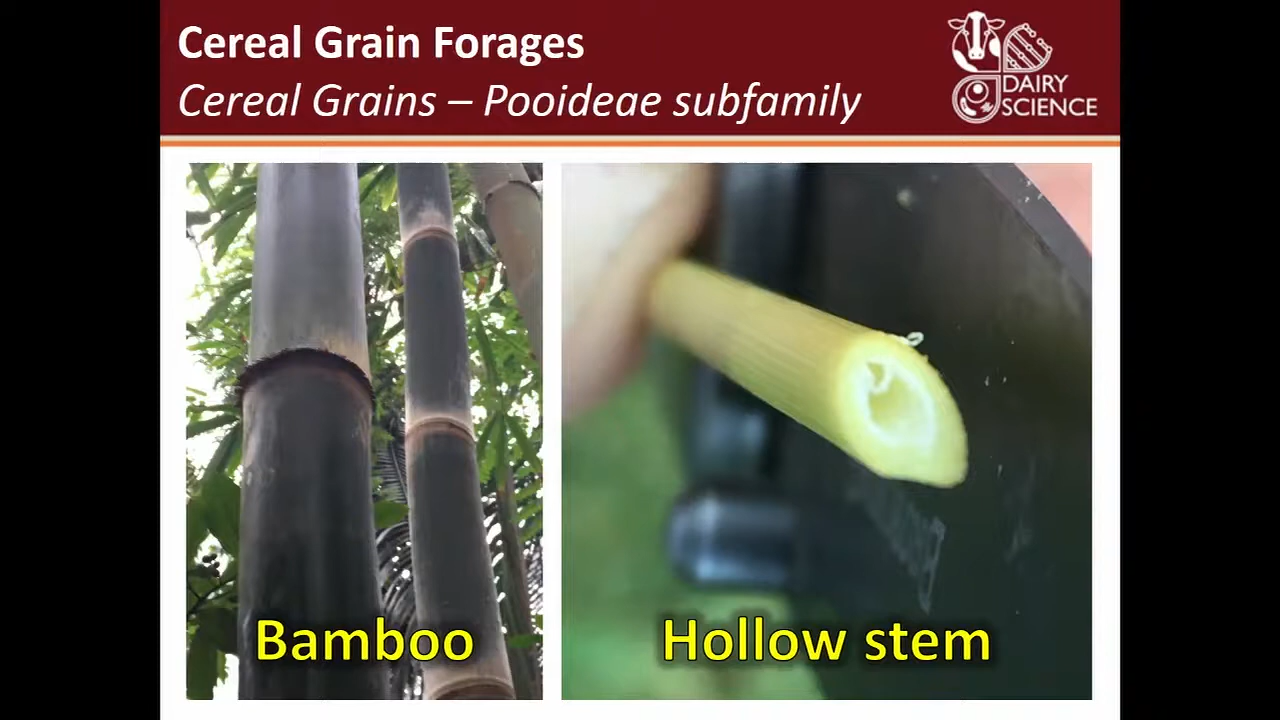 Cereal Grain Forages
Cereal Grains – Pooideae subfamily
DAIRY
SCIENCE
Bamboo
Hollow stem